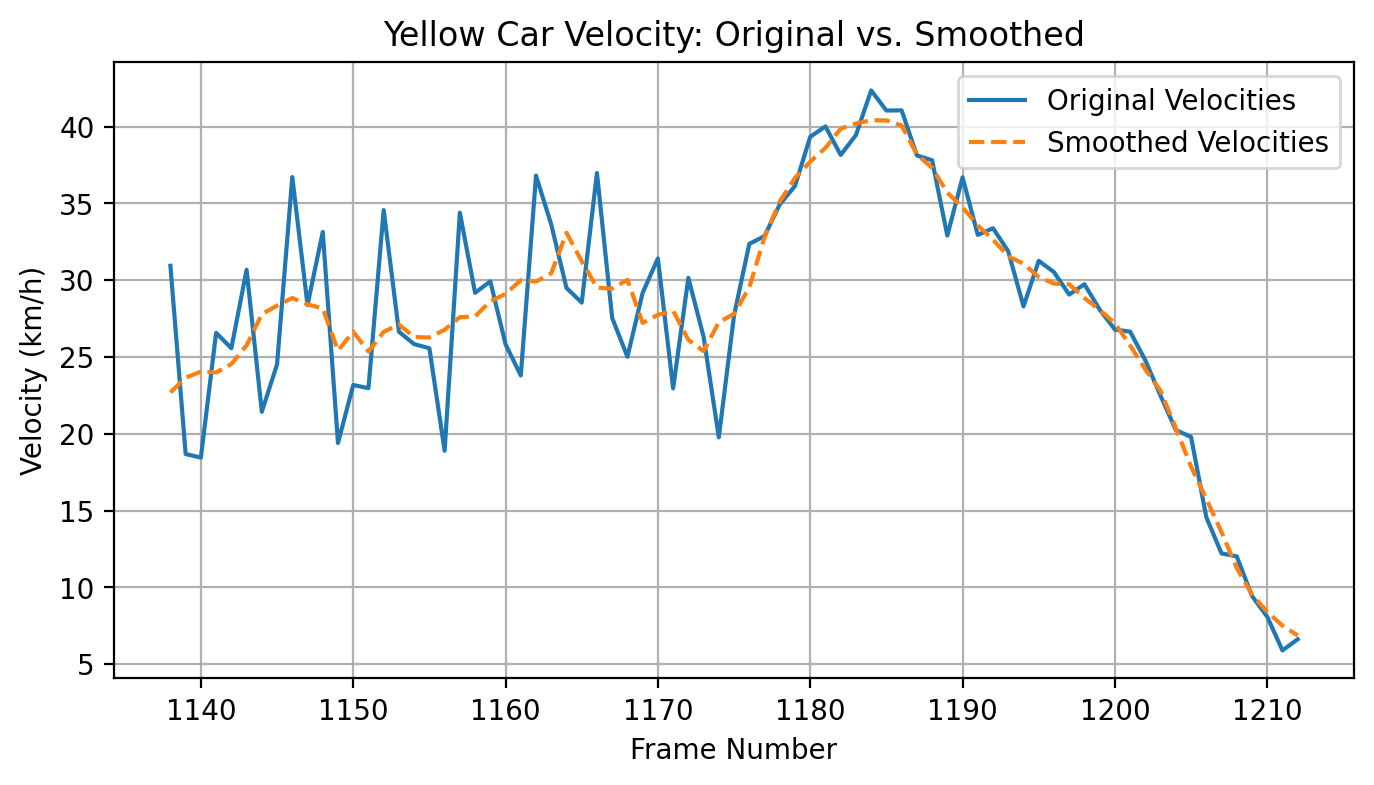 Yellow Car Velocity: Original vs. Smoothed
Original Velocities
Smoothed Velocities
Velocity (km/h)
40
35
30
25
20
15
10
5
1140 1150 1160 1170 1180 1190 1200 1210
Frame Number